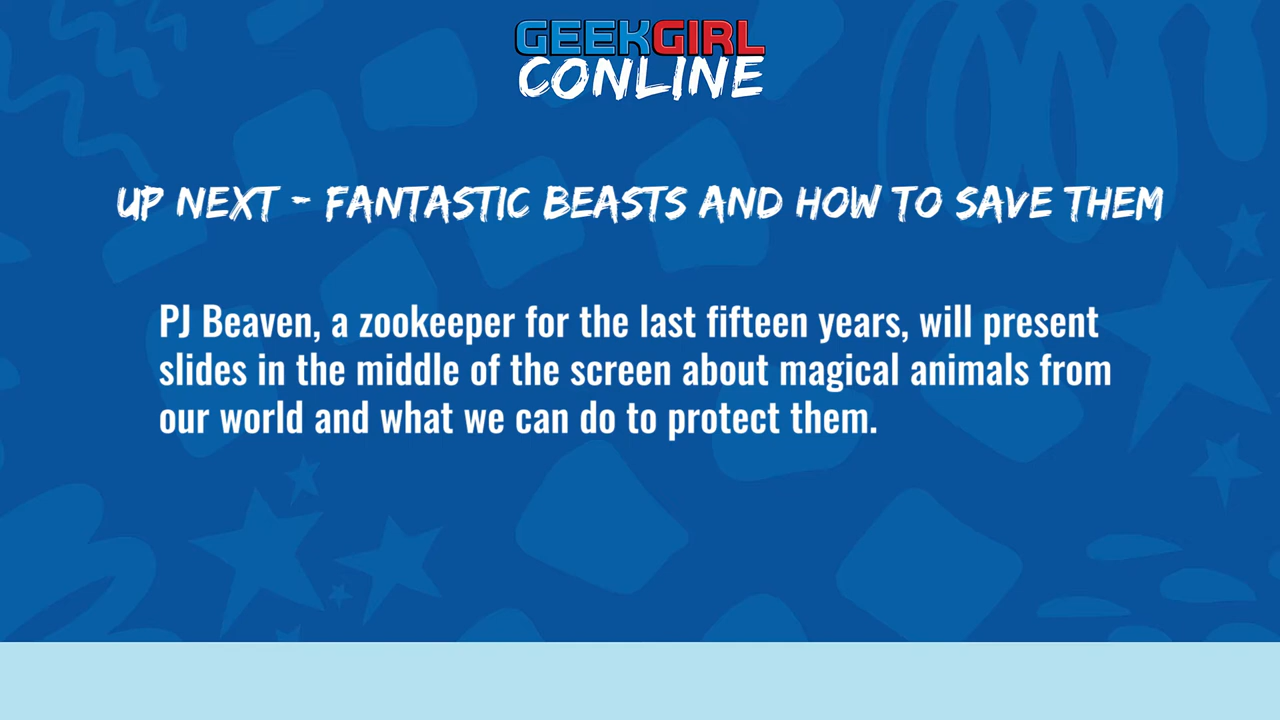 GEEKGIRL
CONLINE
UP NEXT - FANTASTIC BEASTS AND HOW TO SAVE THEM
PJ Beaven, a zookeeper for the last fifteen years, will present
slides in the middle of the screen about magical animals from
our world and what we can do to protect them.